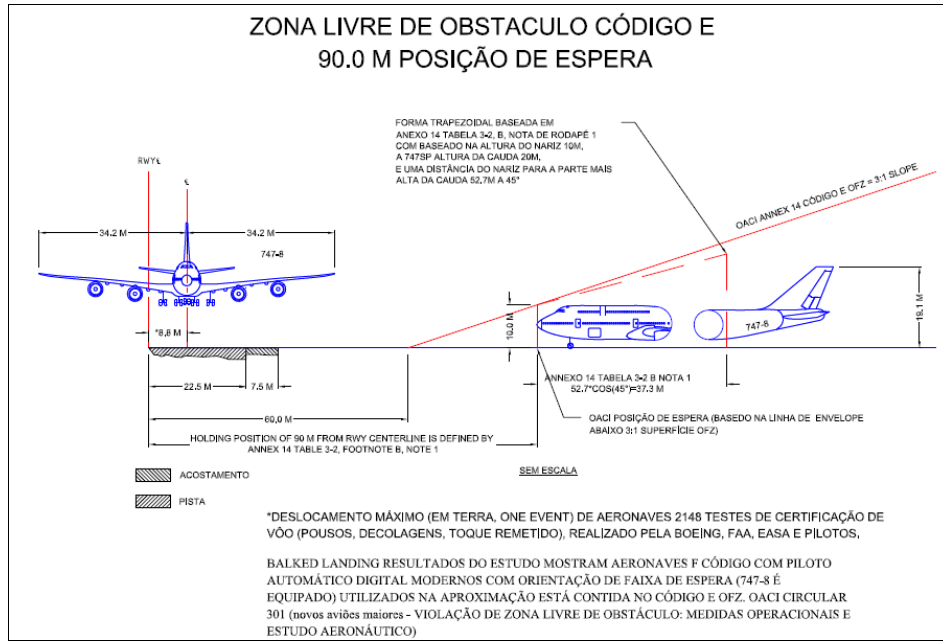 ZONA LIVRE DE OBSTACULO CÓDIGO E
90.0 M POSIÇÃO DE ESPERA
FORMA TRAPEZOIDAL BASEADA EM
ANEXO 14 TABELA 3-2, B, NOTA DE RODAPÉ 1
COM BASEADO NA ALTURA DO NARIZ 10M,
A 747SP ALTURA DA CAUDA 20M,
E UMA DISTÂNCIA DO NARIZ PARA A PARTE MAIS
ALTA DA CAUDA 52,7M A 45°
RWY℄
℄
OACI ANNEX 14 CÓDIGO E OFZ = 3:1 SLOPE
34.2 M
34.2 M
747-8
10.0 M
747-8
19.1 M
*8,8 M
22.5 M
7.5 M
ANNEXO 14 TABELA 3-2 B NOTA 1
52.7*COS(45°)=37.3 M
60.0 M
OACI POSIÇÃO DE ESPERA (BASEDO NA LINHA DE ENVELOPE
ABAIXO 3:1 SUPERFÍCIE OFZ)
HOLDING POSITION OF 90 M FROM RWY CENTERLINE IS DEFINED BY
ANNEX 14 TABLE 3-2, FOOTNOTE B, NOTE 1
SEM ESCALA
ACOSTAMENTO
PISTA
*DESLOCAMENTO MÁXIMO (EM TERRA, ONE EVENT) DE AERONAVES 2148 TESTES DE CERTIFICAÇÃO DE
VÔO (POUSOS, DECOLAGENS, TOQUE REMETIDO), REALIZADO PELA BOEING, FAA, EASA E PILOTOS,
BALKED LANDING RESULTADOS DO ESTUDO MOSTRAM AERONAVES F CÓDIGO COM PILOTO
AUTOMÁTICO DIGITAL MODERNOS COM ORIENTAÇÃO DE FAIXA DE ESPERA (747-8 É
EQUIPADO) UTILIZADOS NA APROXIMAÇÃO ESTÁ CONTIDA NO CÓDIGO E OFZ. OACI CIRCULAR
301 (novos aviões maiores - VIOLAÇÃO DE ZONA LIVRE DE OBSTÁCULO: MEDIDAS OPERACIONAIS E
ESTUDO AERONÁUTICO)